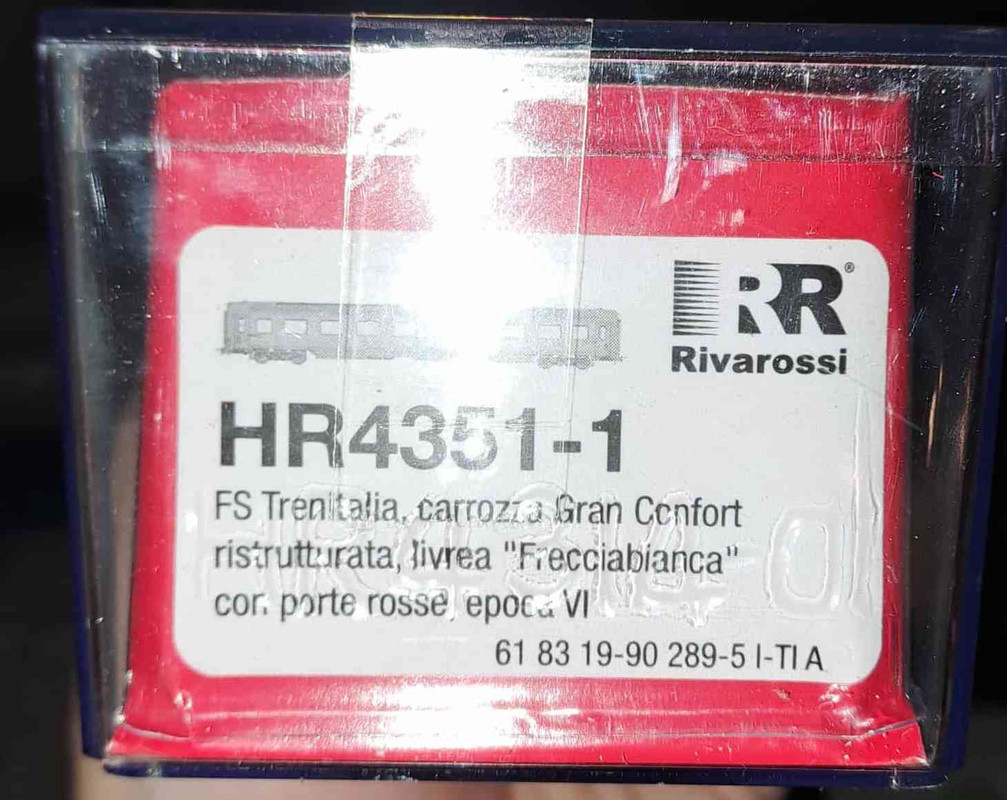 RR®
Rivarossi
HR4351-1
FS Trenitalia, carrozza Gran Confort
ristrutturata, livrea "Frecciabianca"
con porte rosse, epoca VI
61 83 19-90 289-5 I-TI A